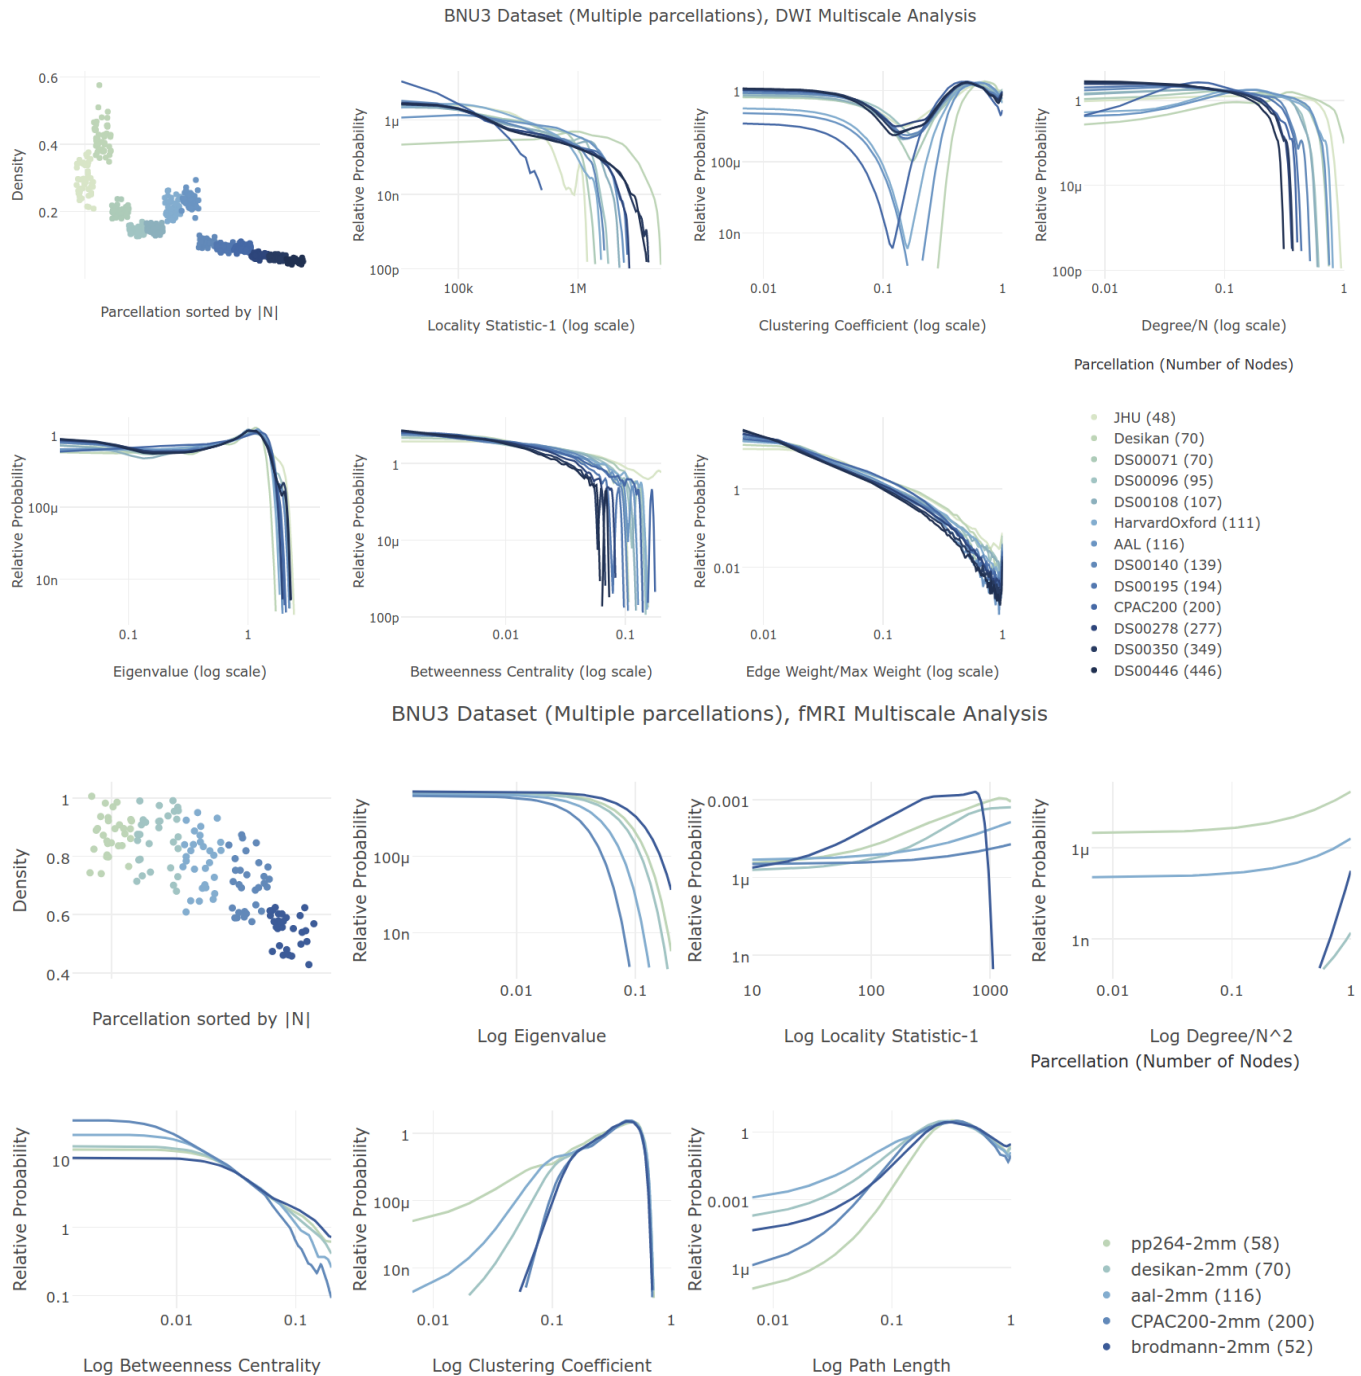 BNU3 Dataset (Multiple parcellations), DWI Multiscale Analysis
Density
0.6
0.4
0.2
Parcellation sorted by |N|
Relative Probability
1
1μ
10n
100p
100k
1M
Locality Statistic-1 (log scale)
Relative Probability
1
100μ
10n
0.01
0.1
1
Clustering Coefficient (log scale)
Relative Probability
1
10μ
100p
0.01
0.1
1
Degree/N (log scale)
Parcellation (Number of Nodes)
Relative Probability
1
100μ
10n
0.1
1
Eigenvalue (log scale)
Relative Probability
1
10μ
100p
0.01
0.1
Betweenness Centrality (log scale)
Relative Probability
1
0.01
0.01
0.1
1
Edge Weight/Max Weight (log scale)
JHU (48)
Desikan (70)
DS00071 (70)
DS00096 (95)
DS00108 (107)
HarvardOxford (111)
AAL (116)
DS00140 (139)
DS00195 (194)
CPAC200 (200)
DS00278 (277)
DS00350 (349)
DS00446 (446)
BNU3 Dataset (Multiple parcellations), fMRI Multiscale Analysis
Density
1
0.8
0.6
0.4
Parcellation sorted by |N|
Relative Probability
100μ
10n
0.01
0.1
Log Eigenvalue
Relative Probability
0.001
1μ
1n
10
100
1000
Log Locality Statistic-1
Relative Probability
1μ
1n
0.01
0.1
1
Log Degree/N^2
Parcellation (Number of Nodes)
Relative Probability
10
1
0.1
0.01
0.1
Log Betweenness Centrality
Relative Probability
1
100μ
10n
0.01
0.1
1
Log Clustering Coefficient
Relative Probability
1
0.001
1μ
0.01
0.1
1
Log Path Length
pp264-2mm (58)
desikan-2mm (70)
aal-2mm (116)
CPAC200-2mm (200)
brodmann-2mm (52)